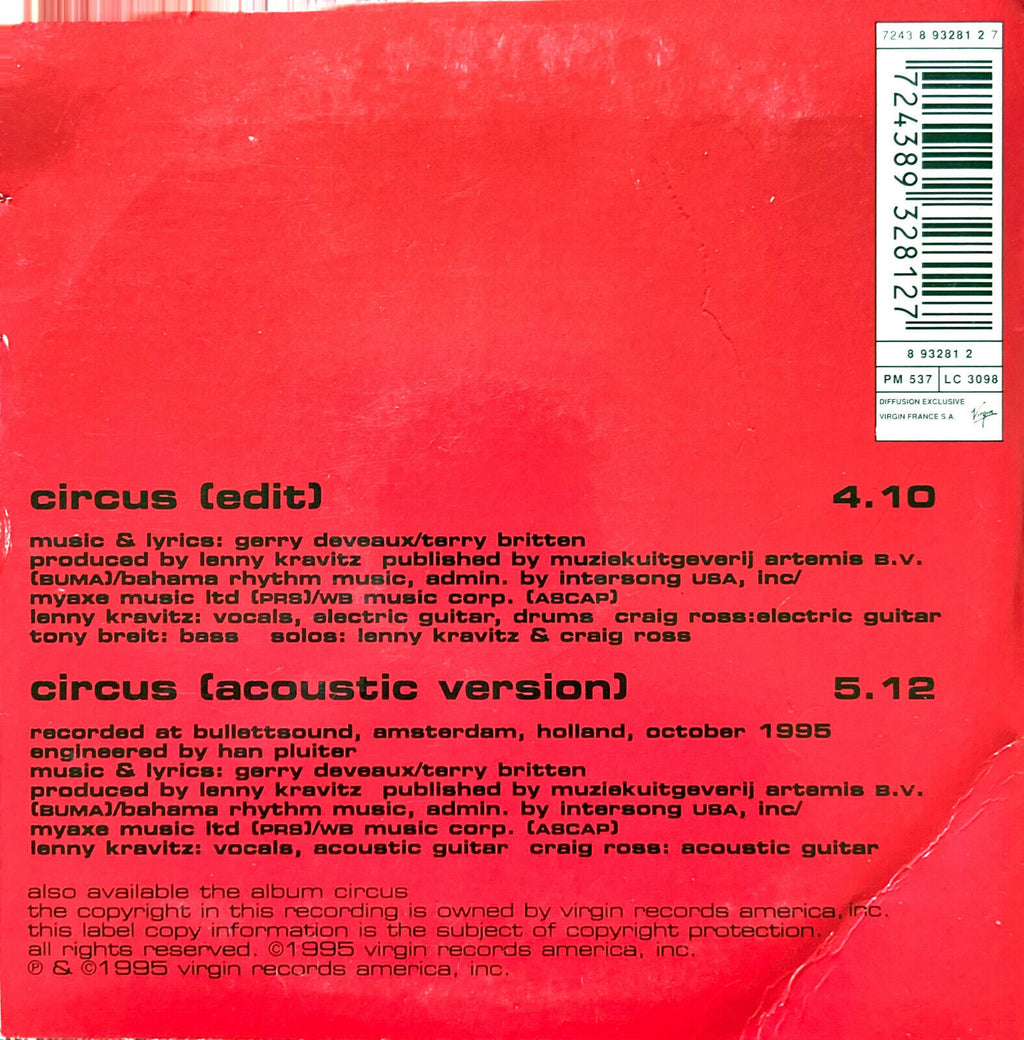 7243 8 93281 2 7
724389 328127
8 93281 2
PM 537 LC 3098
DIFFUSION EXCLUSIVE
VIRGIN FRANCE S.A. Virgin
circus (edit) 4.10
music & lyrics: gerry deveaux/terry britten
produced by lenny kravitz published by muziekuitgeverij artemis B.V.
(BUMA)/bahama rhythm music, admin. by intersong USA, inc/
myaxe music ltd (PRS)/WB music corp. (ASCAP)
lenny kravitz: vocals, electric guitar, drums craig ross:electric guitar
tony breit: bass solos: lenny kravitz & craig ross
circus (acoustic version) 5.12
recorded at bullettsound, amsterdam, holland, october 1995
engineered by han pluiter
music & lyrics: gerry deveaux/terry britten
produced by lenny kravitz published by muziekuitgeverij artemis B.V.
(BUMA)/bahama rhythm music, admin. by intersong USA, inc/
myaxe music ltd (PRS)/WB music corp. (ASCAP)
lenny kravitz: vocals, acoustic guitar craig ross: acoustic guitar
also available the album circus
the copyright in this recording is owned by virgin records america, inc.
this label copy information is the subject of copyright protection.
all rights reserved. ©1995 virgin records america, inc.
℗ & ©1995 virgin records america, inc.